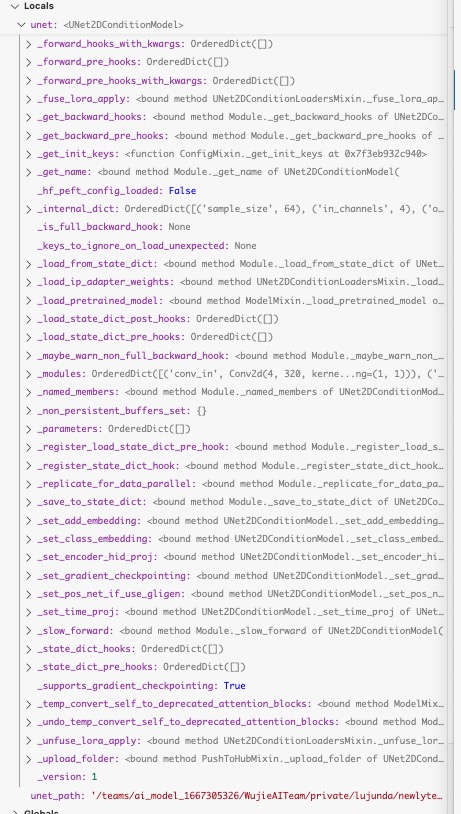 Locals
unet: <UNet2DConditionModel>
_forward_hooks_with_kwargs: OrderedDict([])
_forward_pre_hooks: OrderedDict([])
_forward_pre_hooks_with_kwargs: OrderedDict([])
_fuse_lora_apply: <bound method UNet2DConditionLoadersMixin._fuse_lora_ap…
_get_backward_hooks: <bound method Module._get_backward_hooks of UNet2DCo…
_get_backward_pre_hooks: <bound method Module._get_backward_pre_hooks of …
_get_init_keys: <function ConfigMixin._get_init_keys at 0x7f3eb932c940>
_get_name: <bound method Module._get_name of UNet2DConditionModel(
_hf_peft_config_loaded: False
_internal_dict: OrderedDict([('sample_size', 64), ('in_channels', 4), ('o…
_is_full_backward_hook: None
_keys_to_ignore_on_load_unexpected: None
_load_from_state_dict: <bound method Module._load_from_state_dict of UNet…
_load_ip_adapter_weights: <bound method UNet2DConditionLoadersMixin._load…
_load_pretrained_model: <bound method ModelMixin._load_pretrained_model o…
_load_state_dict_post_hooks: OrderedDict([])
_load_state_dict_pre_hooks: OrderedDict([])
_maybe_warn_non_full_backward_hook: <bound method Module._maybe_warn_non_…
_modules: OrderedDict([('conv_in', Conv2d(4, 320, kerne...ng=(1, 1))), ('…
_named_members: <bound method Module._named_members of UNet2DConditionMod…
_non_persistent_buffers_set: {}
_parameters: OrderedDict([])
_register_load_state_dict_pre_hook: <bound method Module._register_load_s…
_register_state_dict_hook: <bound method Module._register_state_dict_hook…
_replicate_for_data_parallel: <bound method Module._replicate_for_data_pa…
_save_to_state_dict: <bound method Module._save_to_state_dict of UNet2DCo…
_set_add_embedding: <bound method UNet2DConditionModel._set_add_embedding…
_set_class_embedding: <bound method UNet2DConditionModel._set_class_embed…
_set_encoder_hid_proj: <bound method UNet2DConditionModel._set_encoder_hi…
_set_gradient_checkpointing: <bound method UNet2DConditionModel._set_grad…
_set_pos_net_if_use_gligen: <bound method UNet2DConditionModel._set_pos_n…
_set_time_proj: <bound method UNet2DConditionModel._set_time_proj of UNet…
_slow_forward: <bound method Module._slow_forward of UNet2DConditionModel(
_state_dict_hooks: OrderedDict([])
_state_dict_pre_hooks: OrderedDict([])
_supports_gradient_checkpointing: True
_temp_convert_self_to_deprecated_attention_blocks: <bound method ModelMix…
_undo_temp_convert_self_to_deprecated_attention_blocks: <bound method Mod…
_unfuse_lora_apply: <bound method UNet2DConditionLoadersMixin._unfuse_lor…
_upload_folder: <bound method PushToHubMixin._upload_folder of UNet2DCond…
_version: 1
unet_path: '/teams/ai_model_1667305326/WujieAITeam/private/lujunda/newlyte…
Globals